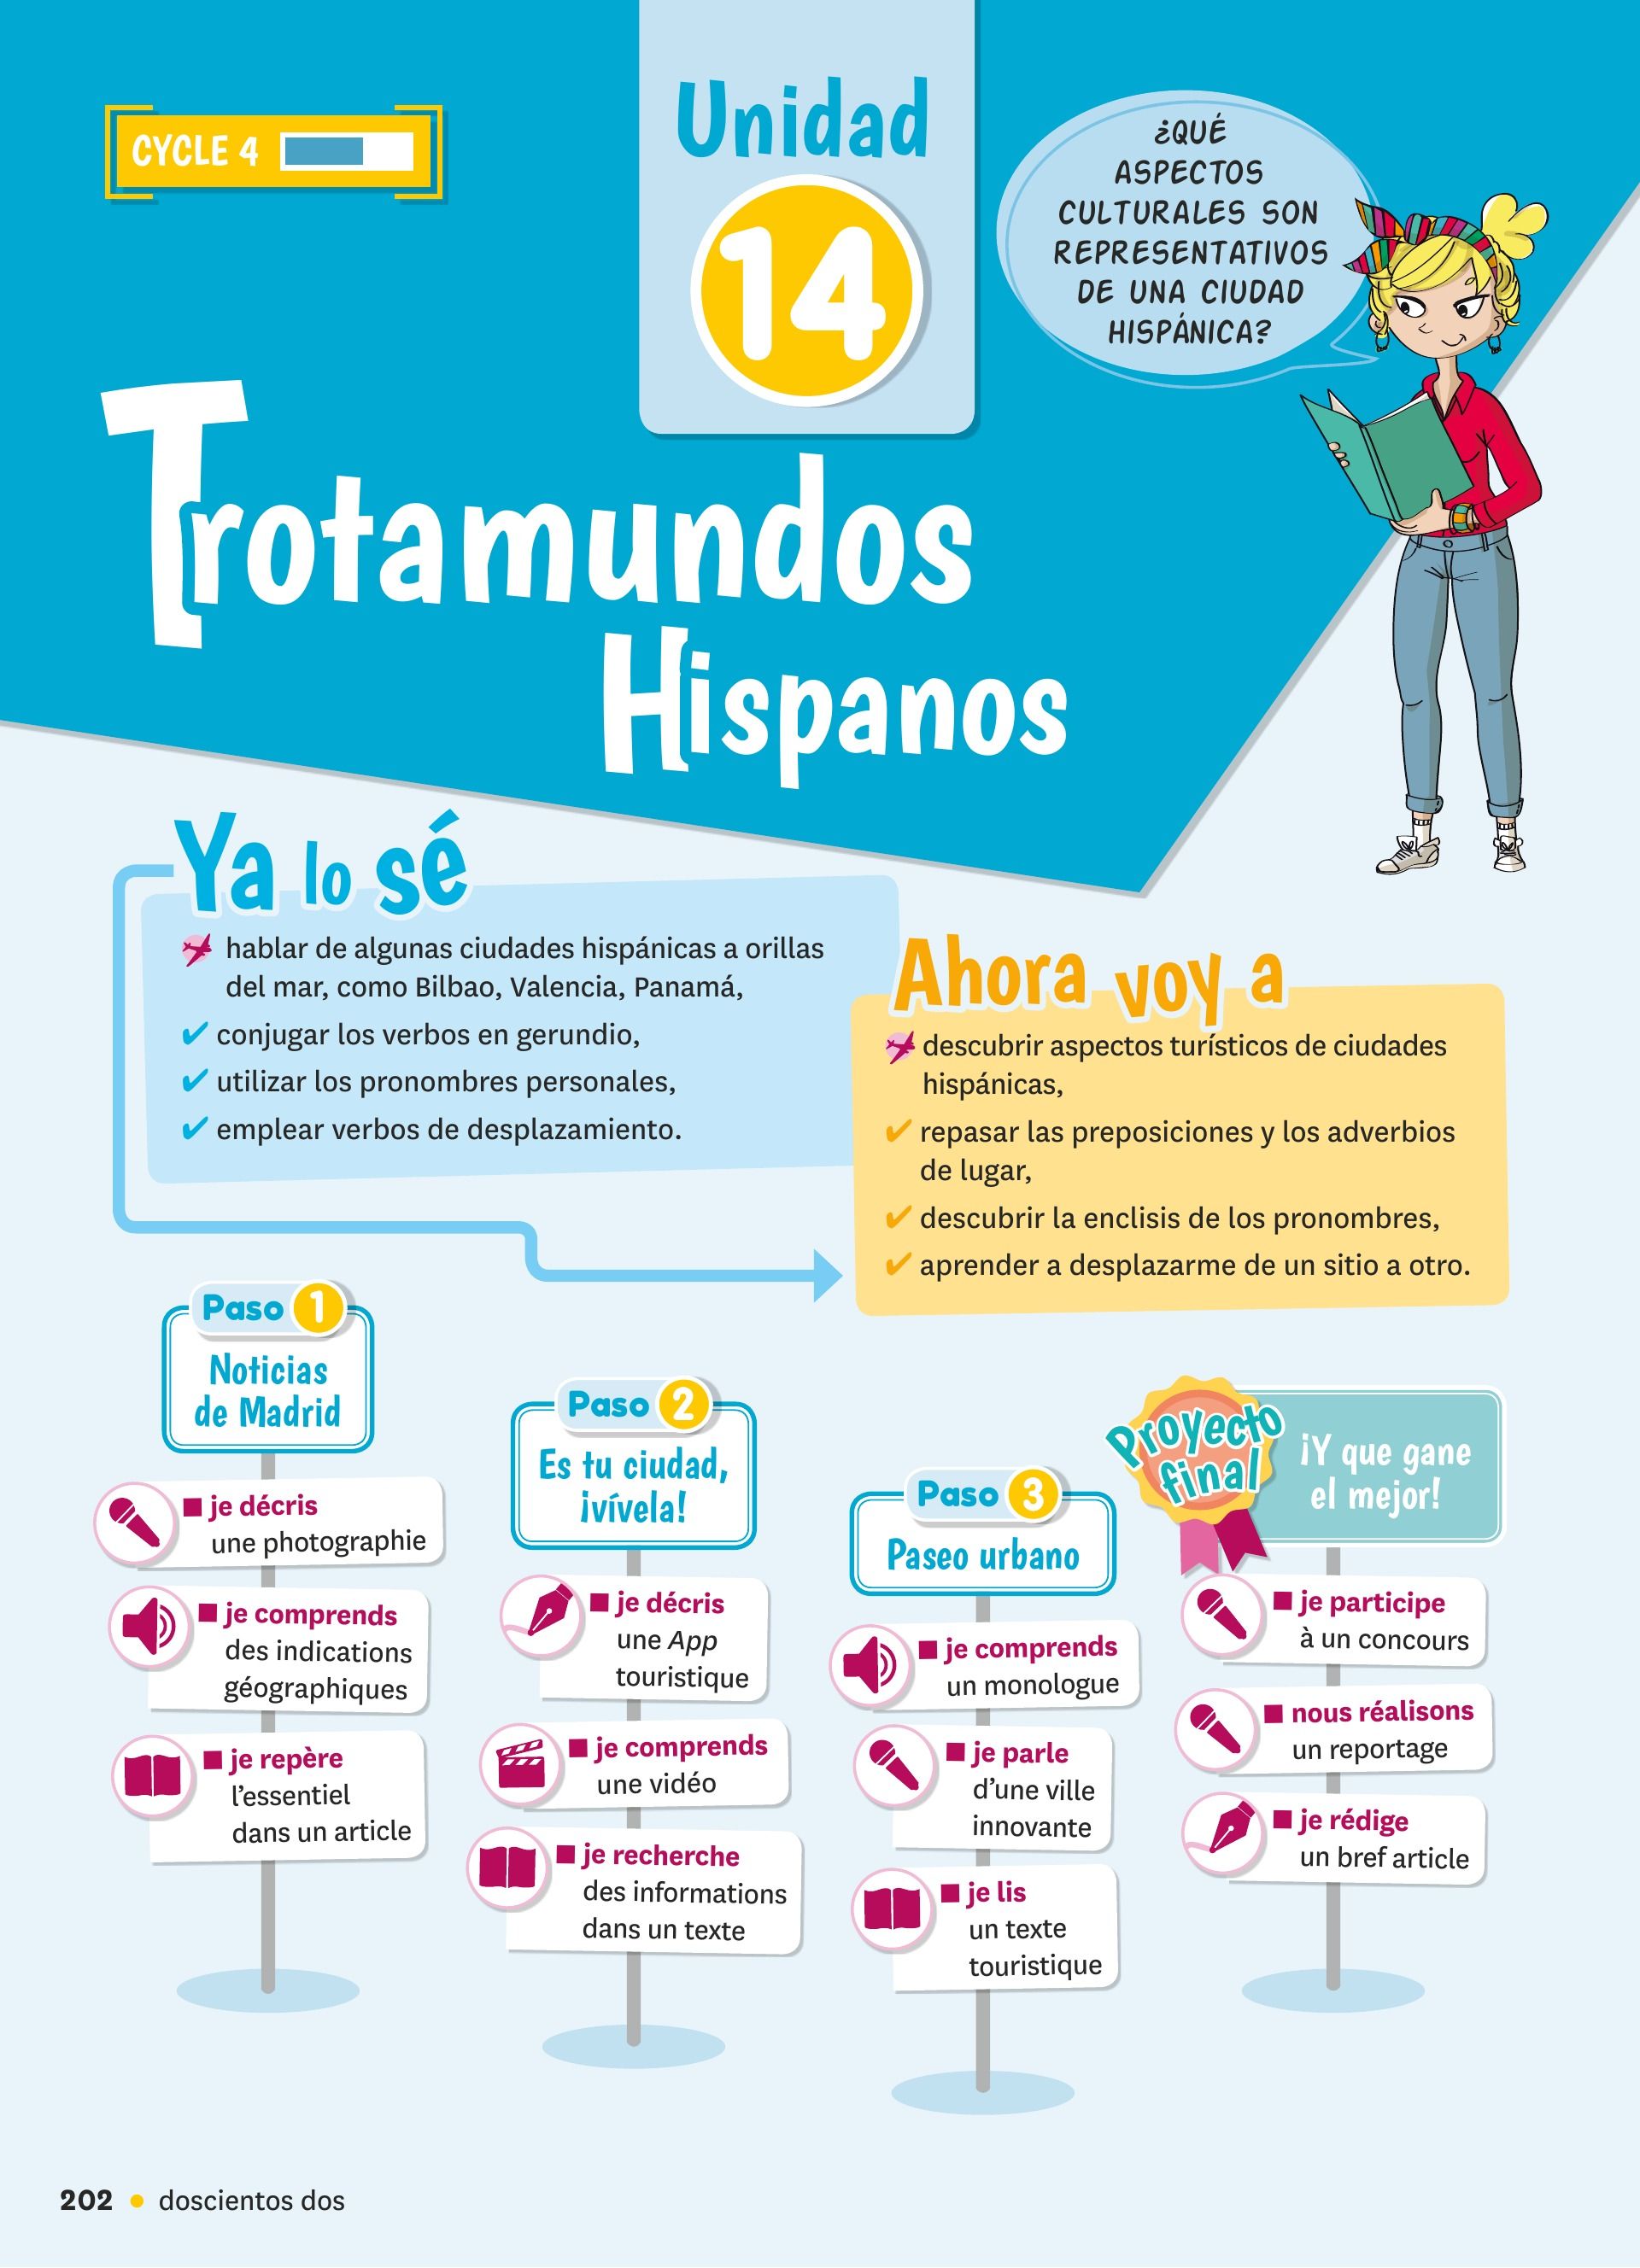 CYCLE 4
Unidad
14
¿QUÉ
ASPECTOS
CULTURALES SON
REPRESENTATIVOS
DE UNA CIUDAD
HISPÁNICA?
Trotamundos
Hispanos
Ya lo sé
hablar de algunas ciudades hispánicas a orillas
del mar, como Bilbao, Valencia, Panamá,
✔ conjugar los verbos en gerundio,
✔ utilizar los pronombres personales,
✔ emplear verbos de desplazamiento.
Ahora voy a
descubrir aspectos turísticos de ciudades
hispánicas,
✔ repasar las preposiciones y los adverbios
de lugar,
✔ descubrir la enclisis de los pronombres,
✔ aprender a desplazarme de un sitio a otro.
Paso 1
Noticias
de Madrid
■ je décris
une photographie
■ je comprends
des indications
géographiques
■ je repère
l'essentiel
dans un article
Paso 2
Es tu ciudad,
¡vívela!
■ je décris
une App
touristique
■ je comprends
une vidéo
■ je recherche
des informations
dans un texte
Paso 3
Paseo urbano
■ je comprends
un monologue
■ je parle
d'une ville
innovante
■ je lis
un texte
touristique
Proyecto
final
¡Y que gane
el mejor!
■ je participe
à un concours
■ nous réalisons
un reportage
■ je rédige
un bref article
202 • doscientos dos